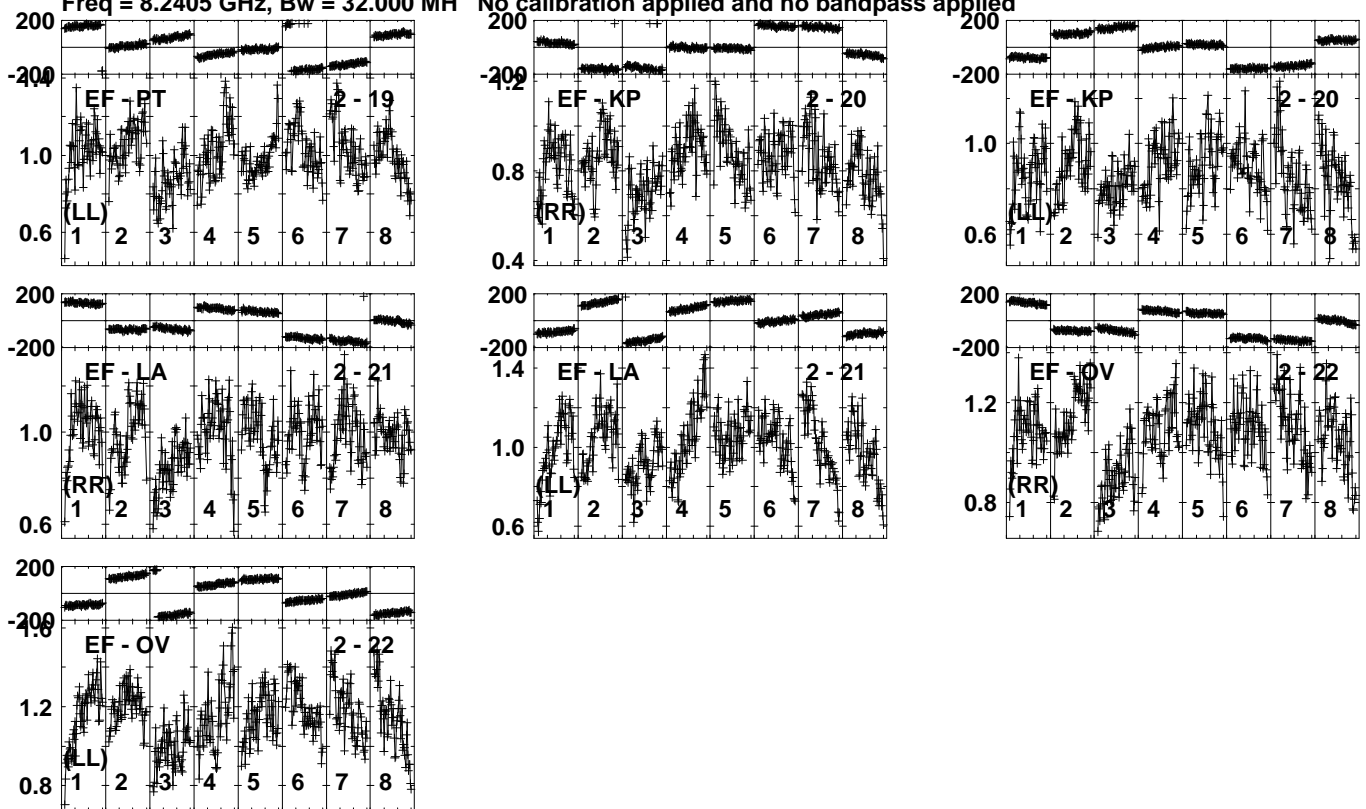 Freq = 8.2405 GHz, Bw = 32.000 MH No calibration applied and no bandpass applied
200
-200
1.4
EF - PT 2 - 19
1.0
(LL)
0.6
1 2 3 4 5 6 7 8
200
-200
1.2
EF - KP 2 - 20
0.8
(RR)
1 2 3 4 5 6 7 8
0.4
200
-200
EF - KP 2 - 20
1.0
(LL)
0.6
1 2 3 4 5 6 7 8
200
-200
EF - LA 2 - 21
1.0
(RR)
1 2 3 4 5 6 7 8
0.6
200
-200
1.4
EF - LA 2 - 21
1.0
(LL)
1 2 3 4 5 6 7 8
0.6
200
-200
EF - OV 2 - 22
1.2
(RR)
0.8
1 2 3 4 5 6 7 8
200
-200
1.6
EF - OV 2 - 22
1.2
(LL)
0.8
1 2 3 4 5 6 7 8